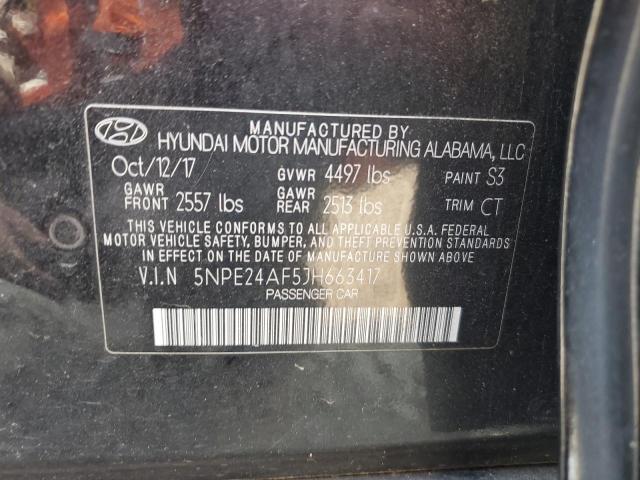 MANUFACTURED BY
HYUNDAI MOTOR MANUFACTURING ALABAMA, LLC
Oct/12/17 GVWR 4497 lbs PAINT S3
GAWR FRONT 2557 lbs GAWR REAR 2513 lbs TRIM CT
THIS VEHICLE CONFORMS TO ALL APPLICABLE U.S.A. FEDERAL
MOTOR VEHICLE SAFETY, BUMPER, AND THEFT PREVENTION STANDARDS IN
EFFECT ON THE DATE OF MANUFACTURE SHOWN ABOVE.
V.I.N 5NPE24AF5JH663417
PASSENGER CAR